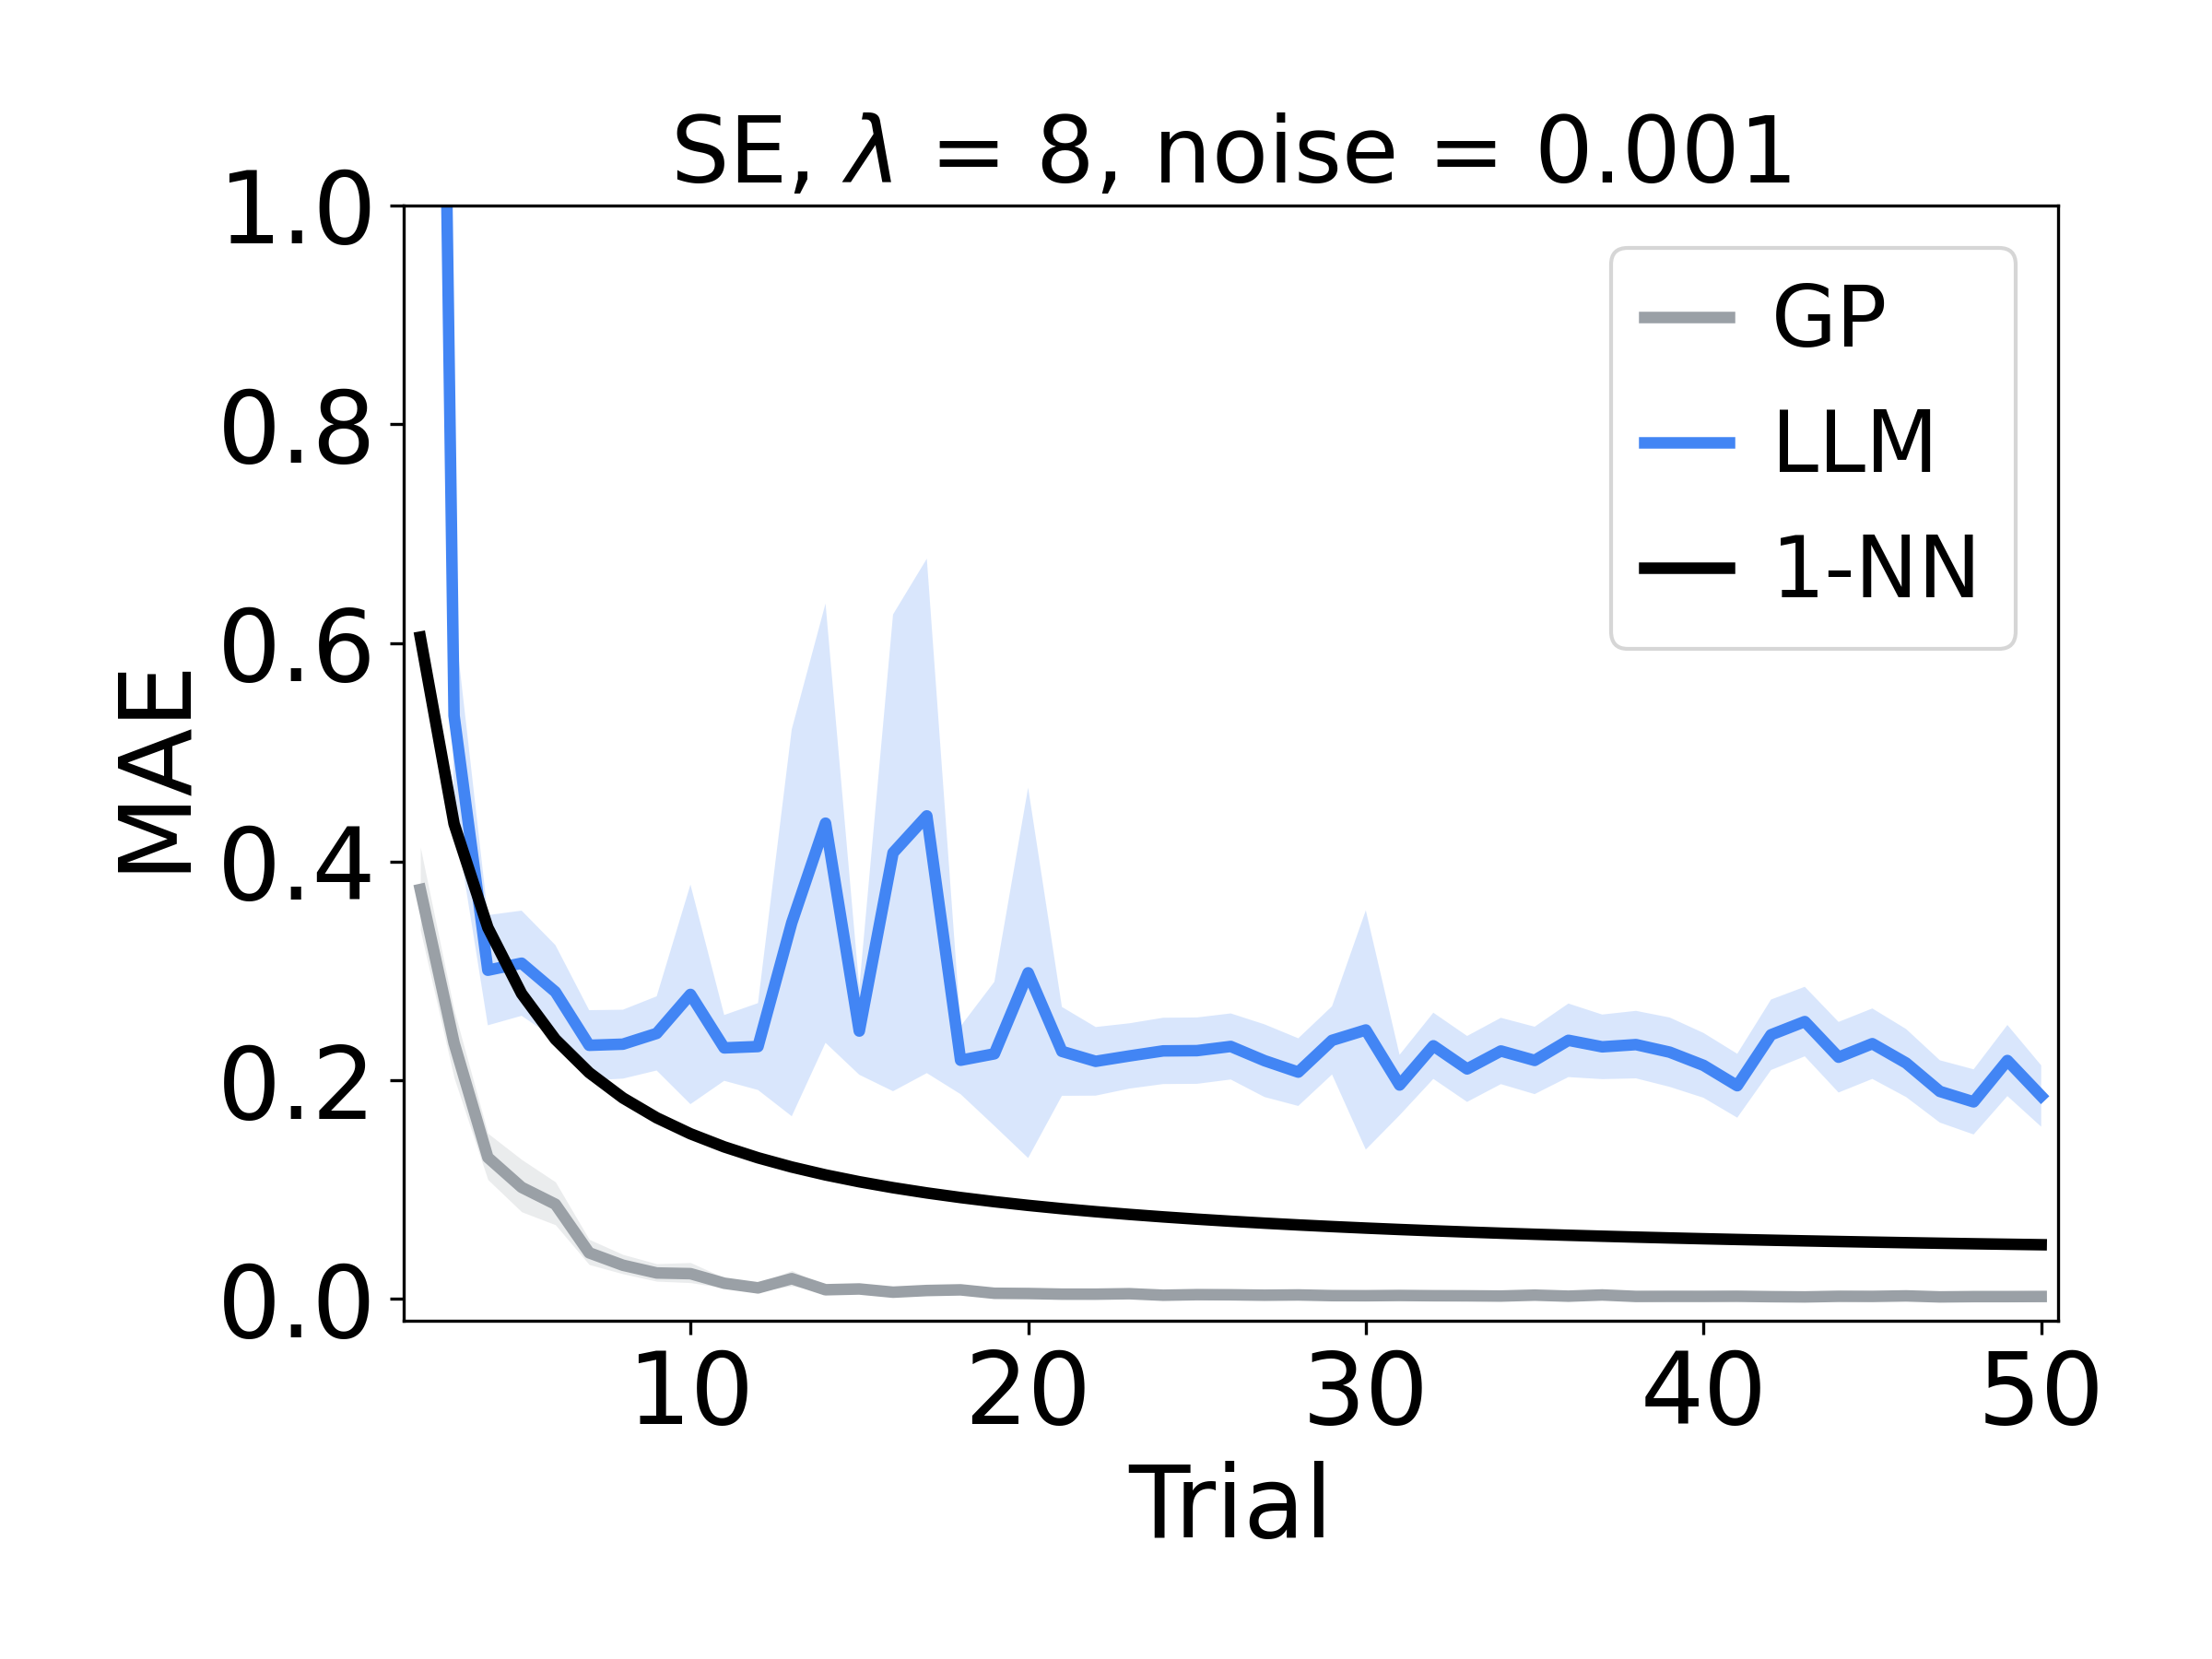 SE, λ = 8, noise = 0.001
1.0
0.8
0.6
0.4
0.2
0.0
MAE
GP
LLM
1-NN
10 20 30 40 50
Trial